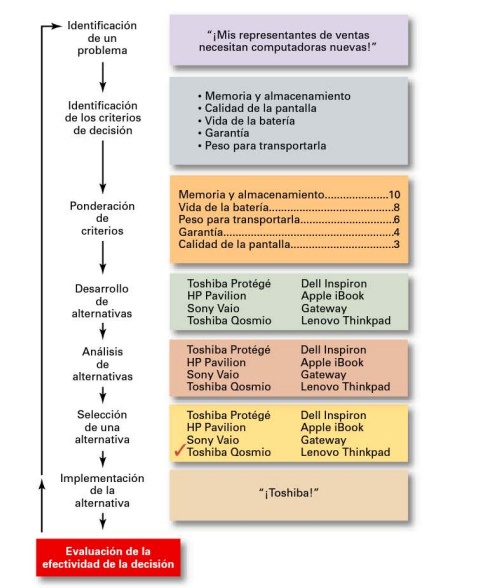 Identificación
de un
problema
“¡Mis representantes de ventas
necesitan computadoras nuevas!”
Identificación
de los criterios
de decisión
• Memoria y almacenamiento
• Calidad de la pantalla
• Vida de la batería
• Garantía
• Peso para transportarla
Ponderación
de
criterios
Memoria y almacenamiento.....................10
Vida de la batería.........................................8
Peso para transportarla...............................6
Garantía...............................................4
Calidad de la pantalla..................................3
Desarrollo
de
alternativas
Toshiba Protégé Dell Inspiron
HP Pavilion Apple iBook
Sony Vaio Gateway
Toshiba Qosmio Lenovo Thinkpad
Análisis
de
alternativas
Toshiba Protégé Dell Inspiron
HP Pavilion Apple iBook
Sony Vaio Gateway
Toshiba Qosmio Lenovo Thinkpad
Selección
de una
alternativa
Toshiba Protégé Dell Inspiron
HP Pavilion Apple iBook
Sony Vaio Gateway
✓Toshiba Qosmio Lenovo Thinkpad
Implementación
de la
alternativa
“¡Toshiba!”
Evaluación de la
efectividad de la decisión